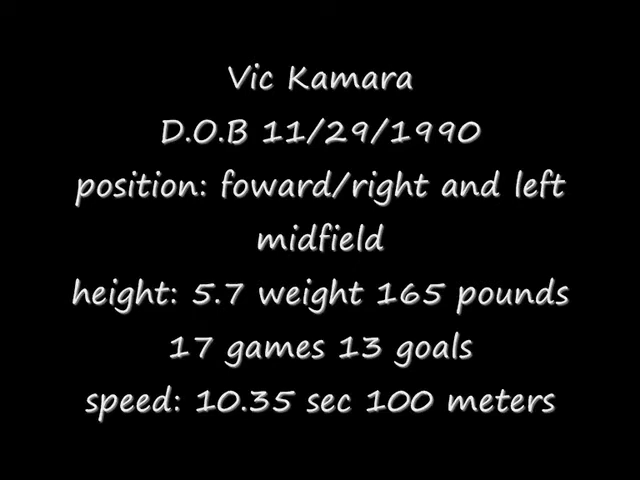 Vic Kamara
D.O.B 11/29/1990
position: foward/right and left
midfield
height: 5.7 weight 165 pounds
17 games 13 goals
speed: 10.35 sec 100 meters